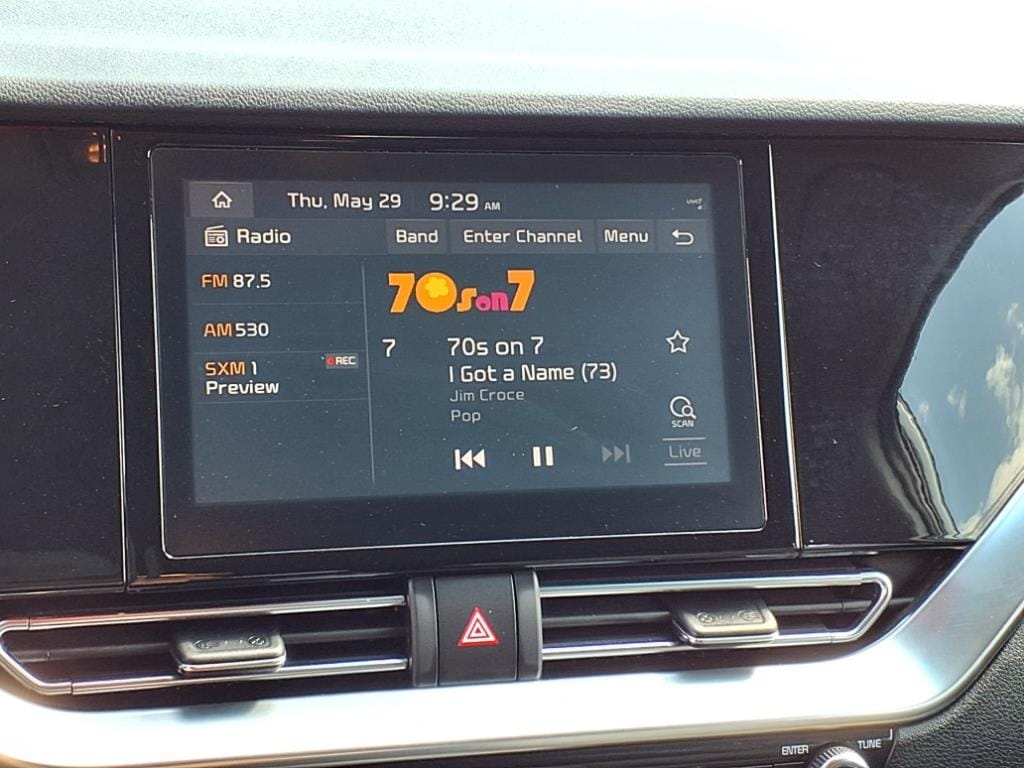 Thu, May 29 9:29 AM
Radio Band Enter Channel Menu
FM 87.5
AM 530
SXM 1 REC
Preview
70s on 7
7 70s on 7
I Got a Name (73)
Jim Croce
Pop
SCAN
Live
ENTER TUNE